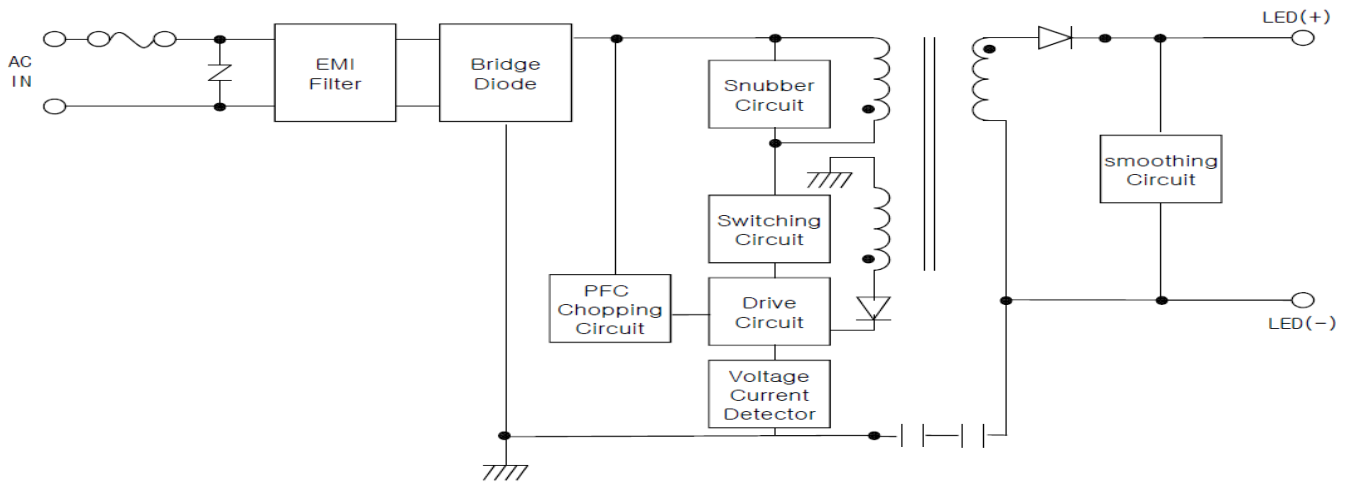 AC
IN
EMI
Filter
Bridge
Diode
Snubber
Circuit
Switching
Circuit
PFC
Chopping
Circuit
Drive
Circuit
Voltage
Current
Detector
LED(+)
smoothing
Circuit
LED(-)